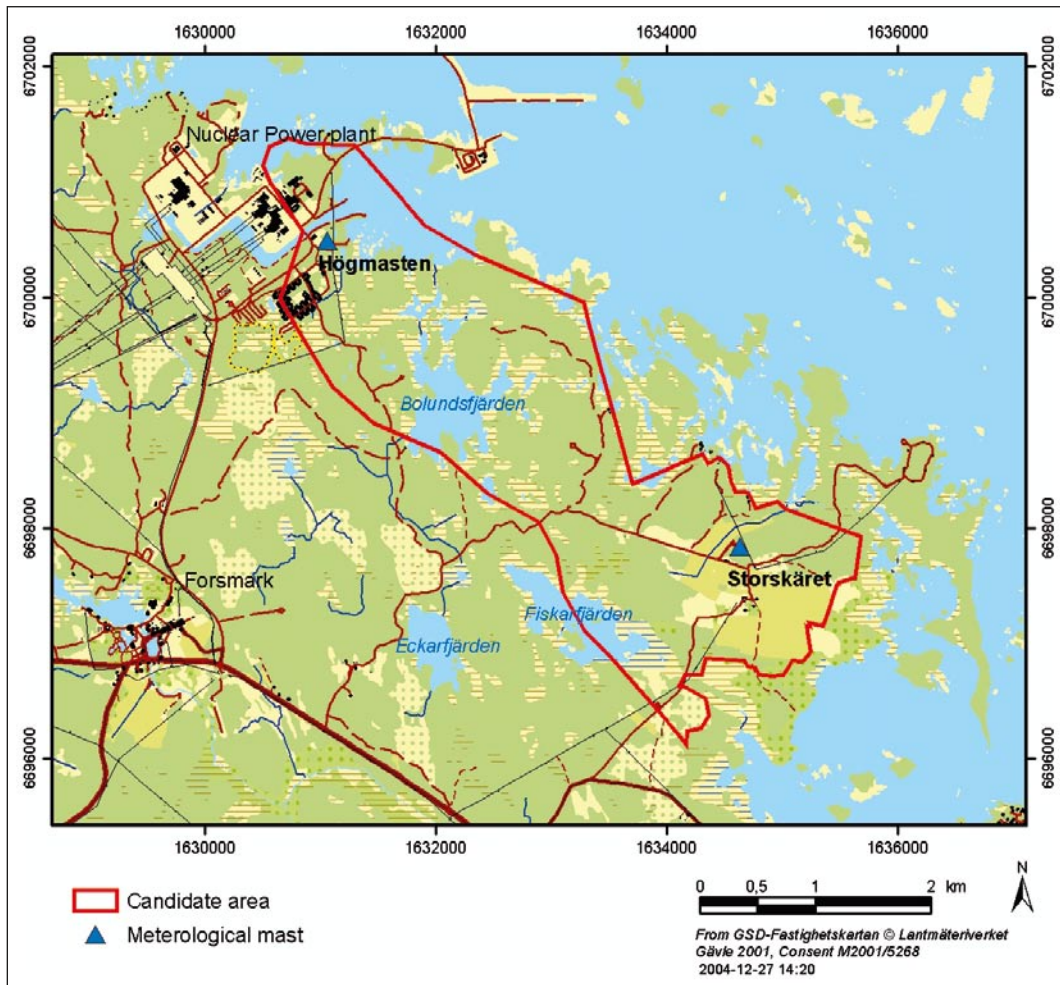 1630000 1632000 1634000 1636000
6702000 6702000
Nuclear Power plant
Högmasten
6700000 6700000
Bolundsfjärden
6698000 6698000
Storskäret
Forsmark
Fiskarfjärden
Eckarfjärden
6696000 6696000
1630000 1632000 1634000 1636000
Candidate area
Meterological mast
0 0,5 1 2 km
N
From GSD-Fastighetskartan © Lantmäteriverket
Gävle 2001, Consent M2001/5268
2004-12-27 14:20